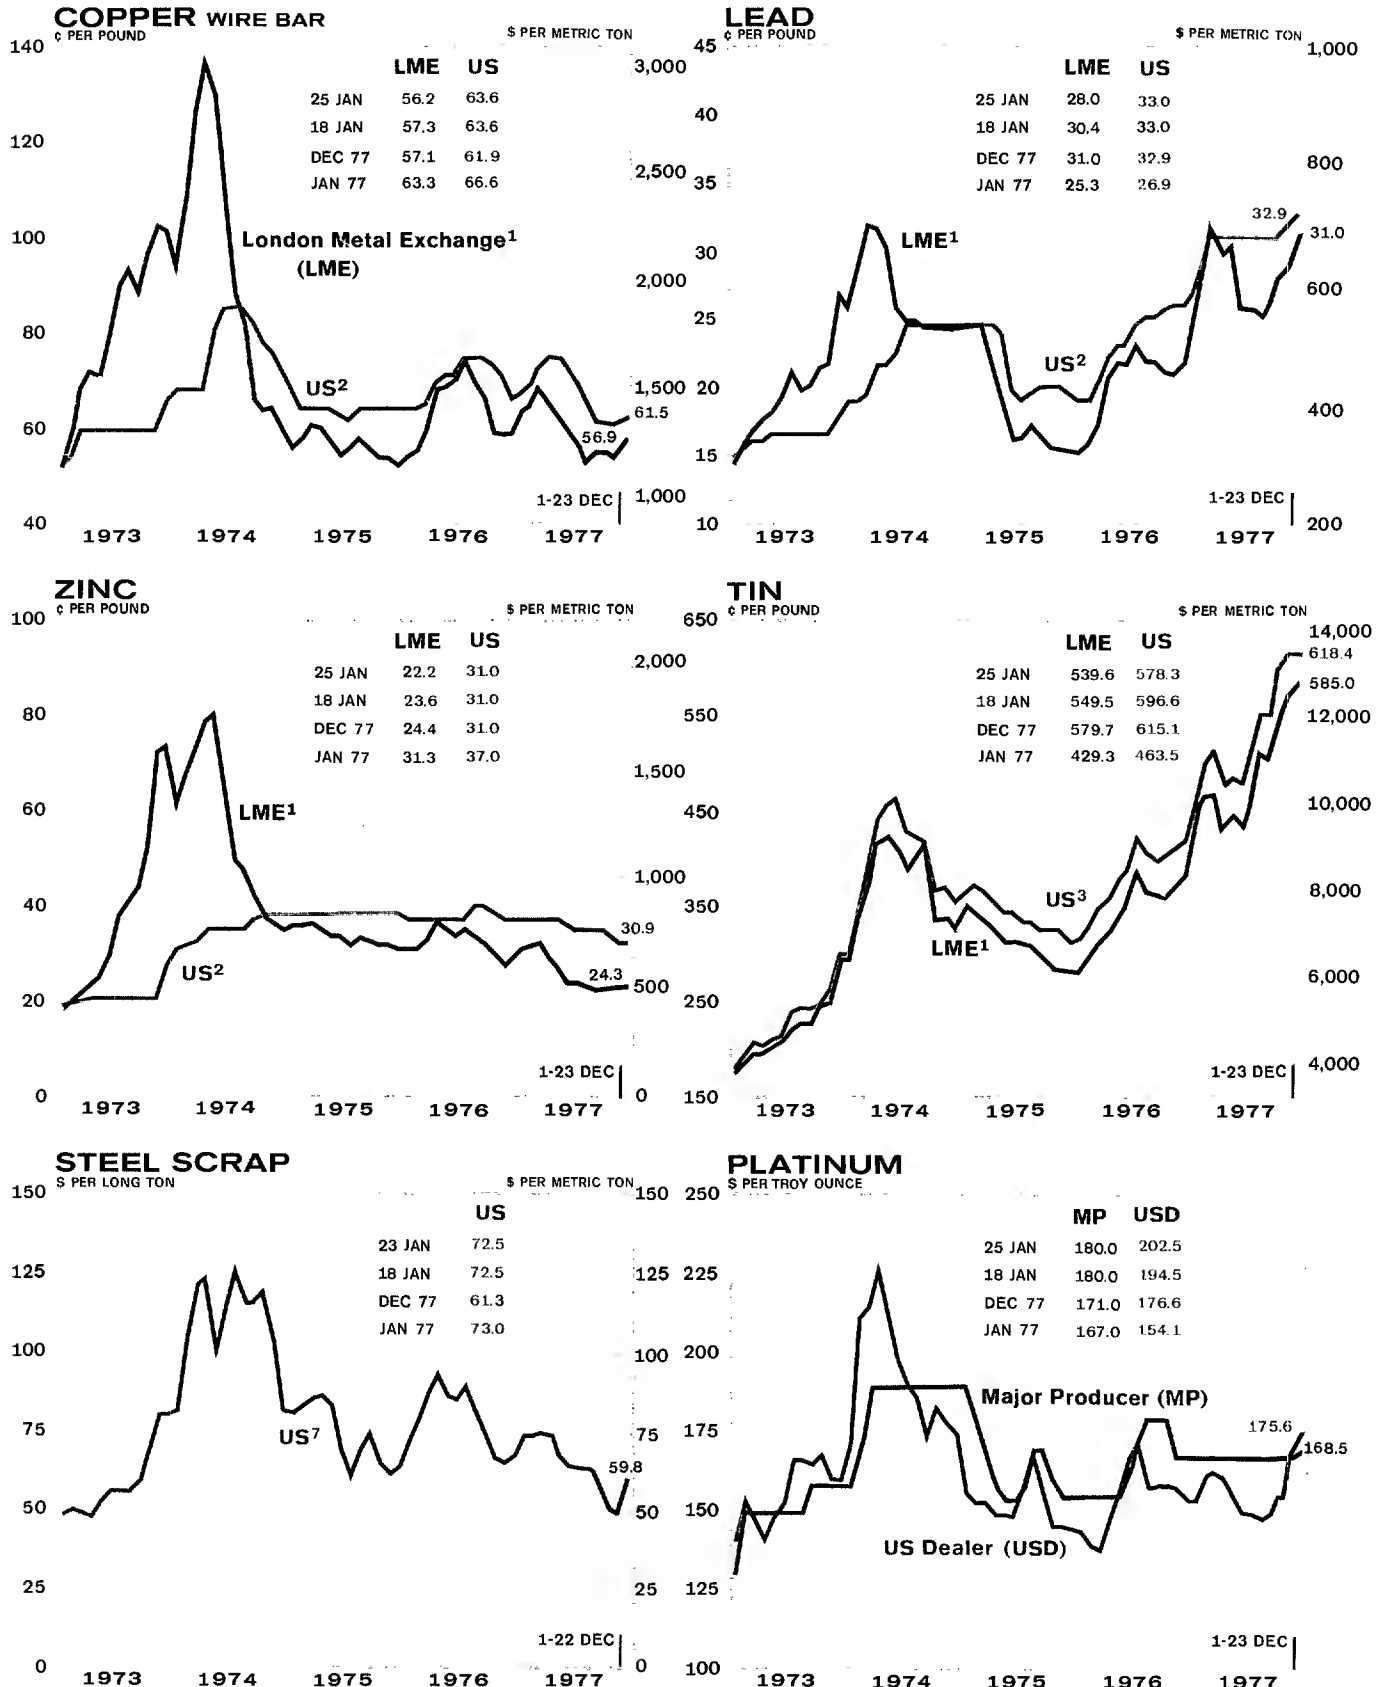 COPPER WIRE BAR
¢ PER POUND
$ PER METRIC TON
140
120
100
80
60
40
3,000
2,500
2,000
1,500
1,000
LME US
25 JAN 56.2 63.6
18 JAN 57.3 63.6
DEC 77 57.1 61.9
JAN 77 63.3 66.6
London Metal Exchange¹
(LME)
US²
61.5
56.9
1-23 DEC
1973 1974 1975 1976 1977
LEAD
¢ PER POUND
$ PER METRIC TON
45
40
35
30
25
20
15
10
1,000
800
600
400
200
LME US
25 JAN 28.0 33.0
18 JAN 30.4 33.0
DEC 77 31.0 32.9
JAN 77 25.3 26.9
LME¹
US²
32.9
31.0
1-23 DEC
1973 1974 1975 1976 1977
ZINC
¢ PER POUND
$ PER METRIC TON
100
80
60
40
20
0
2,000
1,500
1,000
500
0
LME US
25 JAN 22.2 31.0
18 JAN 23.6 31.0
DEC 77 24.4 31.0
JAN 77 31.3 37.0
LME¹
US²
30.9
24.3
1-23 DEC
1973 1974 1975 1976 1977
TIN
¢ PER POUND
$ PER METRIC TON
650
550
450
350
250
150
14,000
12,000
10,000
8,000
6,000
4,000
LME US
25 JAN 539.6 578.3
18 JAN 549.5 596.6
DEC 77 579.7 615.1
JAN 77 429.3 463.5
618.4
585.0
US³
LME¹
1-23 DEC
1973 1974 1975 1976 1977
STEEL SCRAP
$ PER LONG TON
$ PER METRIC TON
150
125
100
75
50
25
0
150
125
100
75
50
25
0
US
23 JAN 72.5
18 JAN 72.5
DEC 77 61.3
JAN 77 73.0
US⁷
59.8
1-22 DEC
1973 1974 1975 1976 1977
PLATINUM
$ PER TROY OUNCE
250
225
200
175
150
125
100
MP USD
25 JAN 180.0 202.5
18 JAN 180.0 194.5
DEC 77 171.0 176.6
JAN 77 167.0 154.1
Major Producer (MP)
175.6
168.5
US Dealer (USD)
1-23 DEC
1973 1974 1975 1976 1977